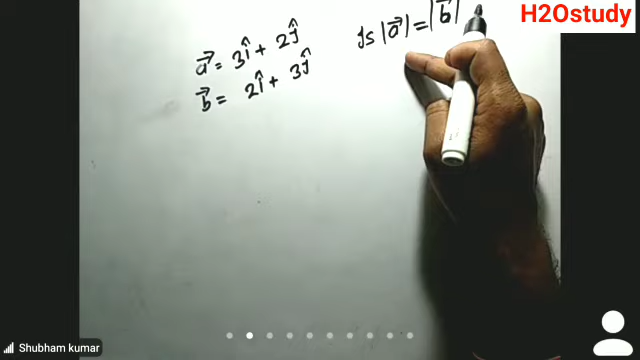 H2Ostudy
a⃗ = 3î + 2ĵ
Is |a⃗| = |b⃗|
b⃗ = 2î + 3ĵ
Shubham kumar